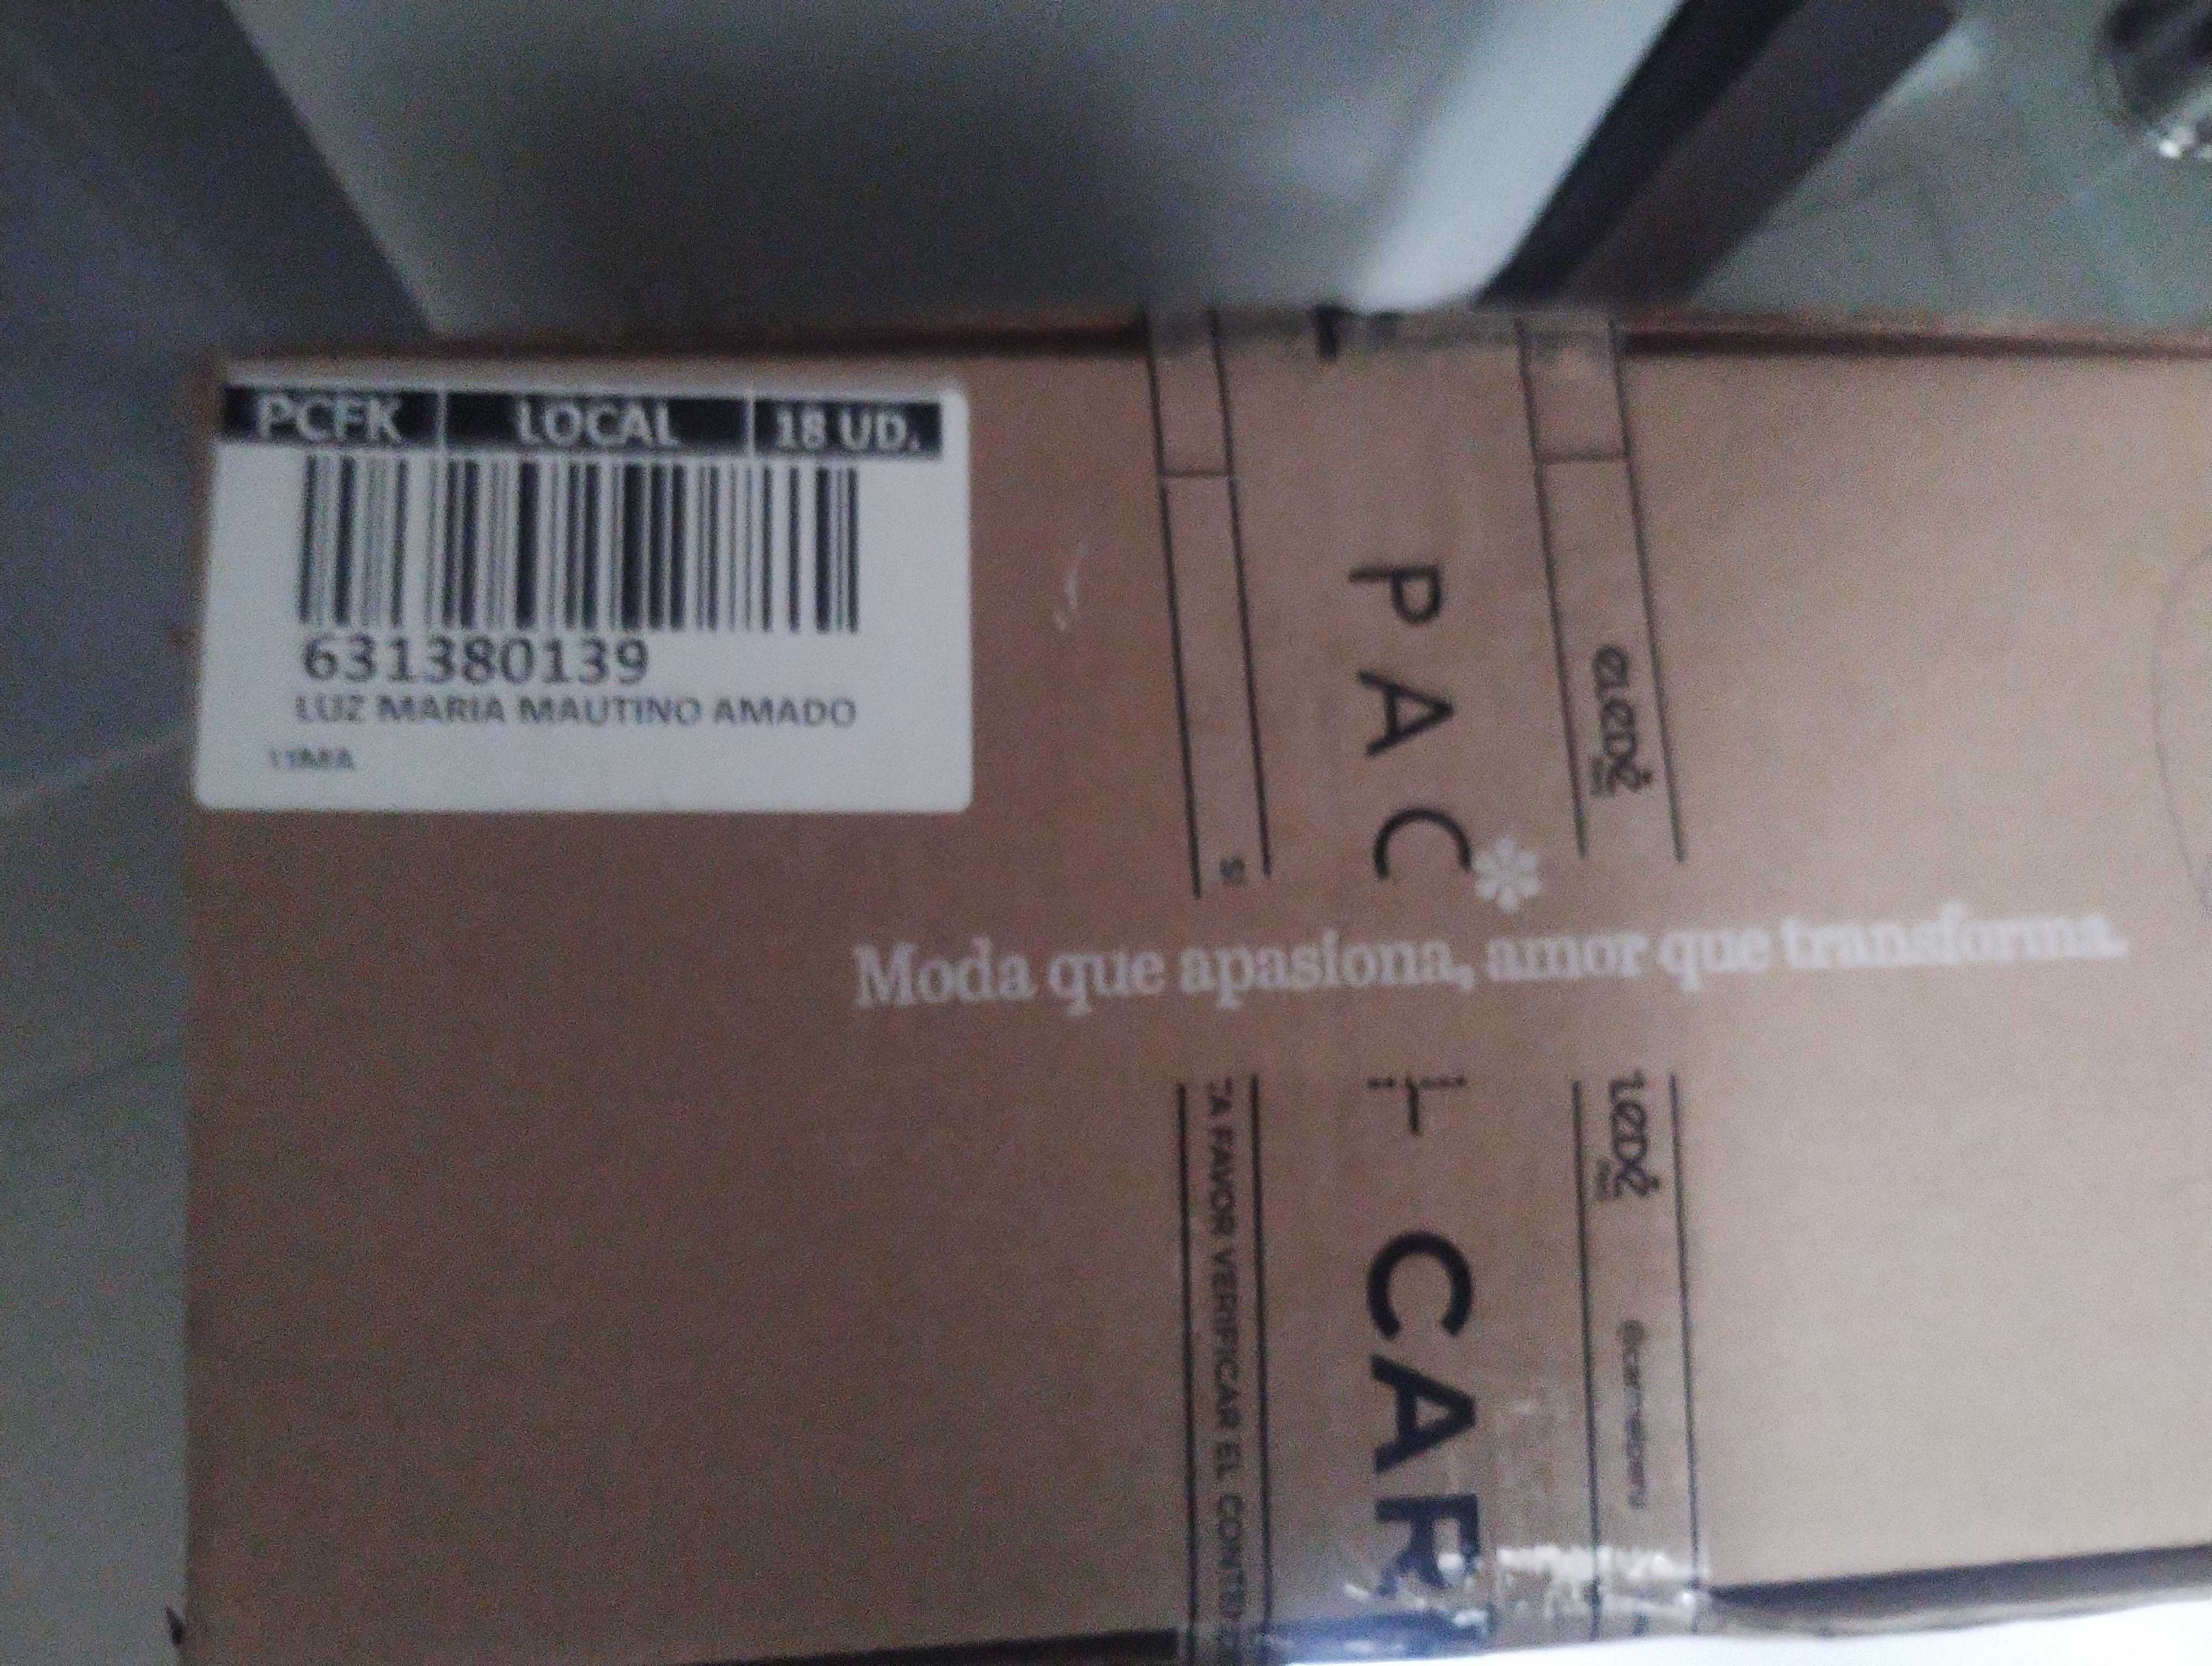 PCFK LOCAL 18 UD.
631380139
LUZ MARIA MAUTINO AMADO
PAC
Moda que apasiona, amor que transforma.
A FAVOR VERIFICAR EL CONTE
CAR